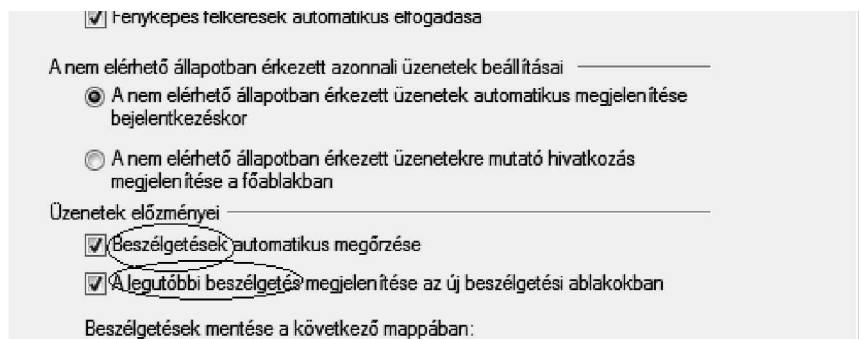 Fényképes felkérések automatikus elfogadása
A nem elérhető állapotban érkezett azonnali üzenetek beállításai
A nem elérhető állapotban érkezett üzenetek automatikus megjelenítése
bejelentkezéskor
A nem elérhető állapotban érkezett üzenetekre mutató hivatkozás
megjelenítése a főablakban
Üzenetek előzményei
Beszélgetések automatikus megőrzése
A legutóbbi beszélgetés megjelenítése az új beszélgetési ablakokban
Beszélgetések mentése a következő mappában: